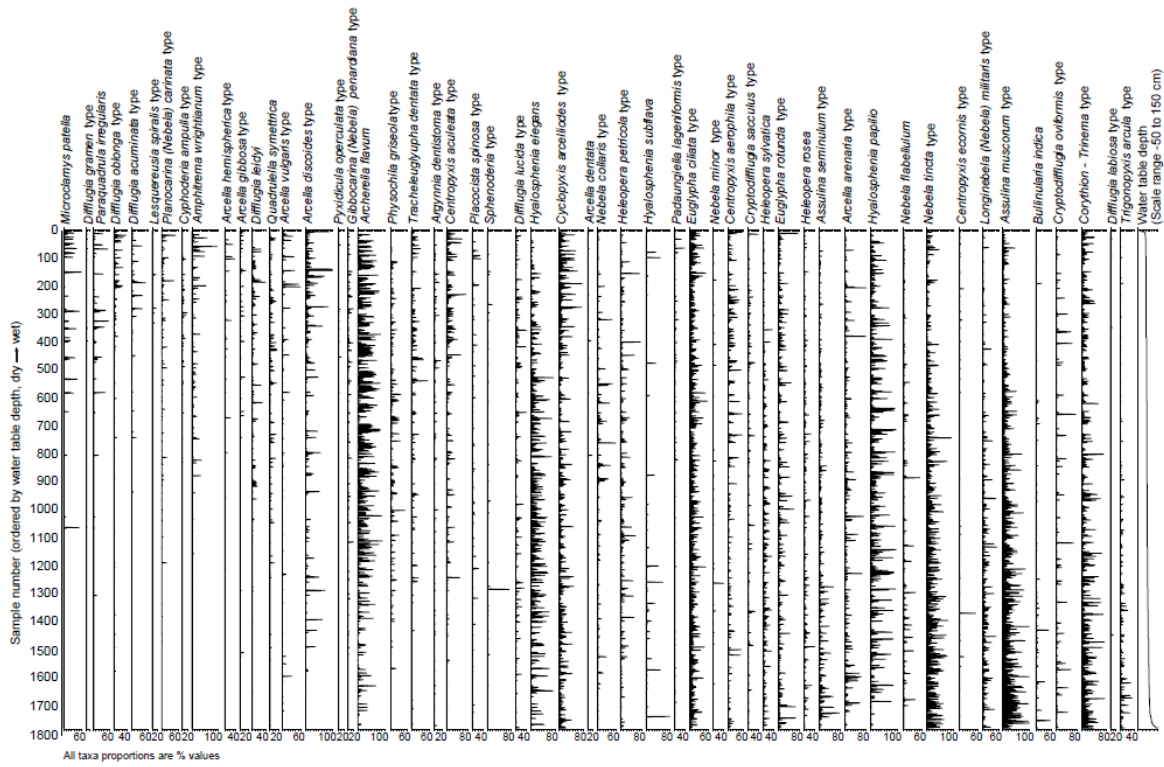 Microclamys patella
Difflugia gramen type
Paraquadrula irregularis
Difflugia oblonga type
Difflugia acuminata type
Lesquereusia spiralis type
Planocarina (Nebela) carinata type
Cyphoderia ampulla type
Amphitrema wrightianum type
Arcella hemispherica type
Arcella gibbosa type
Difflugia leidyi
Quadrulella symettrica
Arcella vulgaris type
Arcella discoides type
Pyxidicula operculata type
Gibbocarina (Nebela) penardiana type
Archerella flavum
Physochila griseola type
Tracheleuglypha dentata type
Argynnia dentistoma type
Centropyxis aculeata type
Placocista spinosa type
Sphenoderia type
Difflugia lucida type
Hyalosphenia elegans
Cyclopyxis arcelliodes type
Arcella dentata
Nebela collaris type
Heleopera petricola type
Hyalosphenia subflava
Padaungiella lageniformis type
Euglypha ciliata type
Nebela minor type
Centropyxis aerophila type
Cryptodifflugia sacculus type
Heleopera sylvatica
Euglypha rotunda type
Heleopera rosea
Assulina seminulum type
Arcella arenaria type
Hyalosphenia papilio
Nebela flabellulum
Nebela tincta type
Centropyxis ecornis type
Longinebela (Nebela) militaris type
Assulina muscorum type
Bullinularia indica
Cryptodifflugia oviformis type
Corythion - Trinema type
Difflugia labiosa type
Trigonopyxis arcula type
Water table depth
(Scale range -50 to 150 cm)
Sample number (ordered by water table depth, dry → wet)
0
100
200
300
400
500
600
700
800
900
1000
1100
1200
1300
1400
1500
1600
1700
1800
All taxa proportions are % values